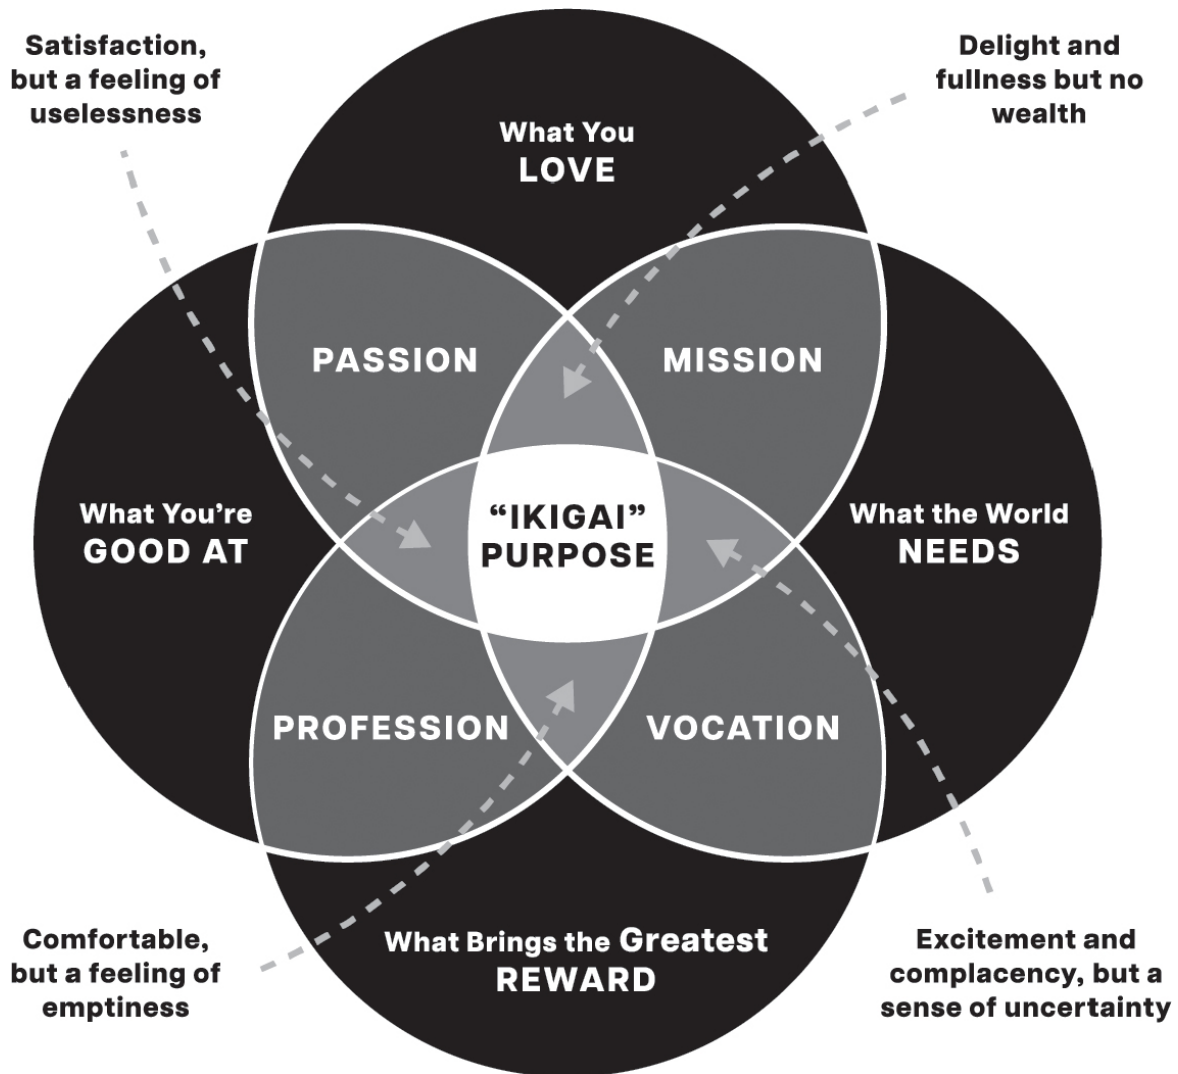 Satisfaction,
but a feeling of
uselessness
Delight and
fullness but no
wealth
What You
LOVE
PASSION
MISSION
What You’re
GOOD AT
“IKIGAI”
PURPOSE
What the World
NEEDS
PROFESSION
VOCATION
What Brings the Greatest
REWARD
Comfortable,
but a feeling of
emptiness
Excitement and
complacency, but a
sense of uncertainty